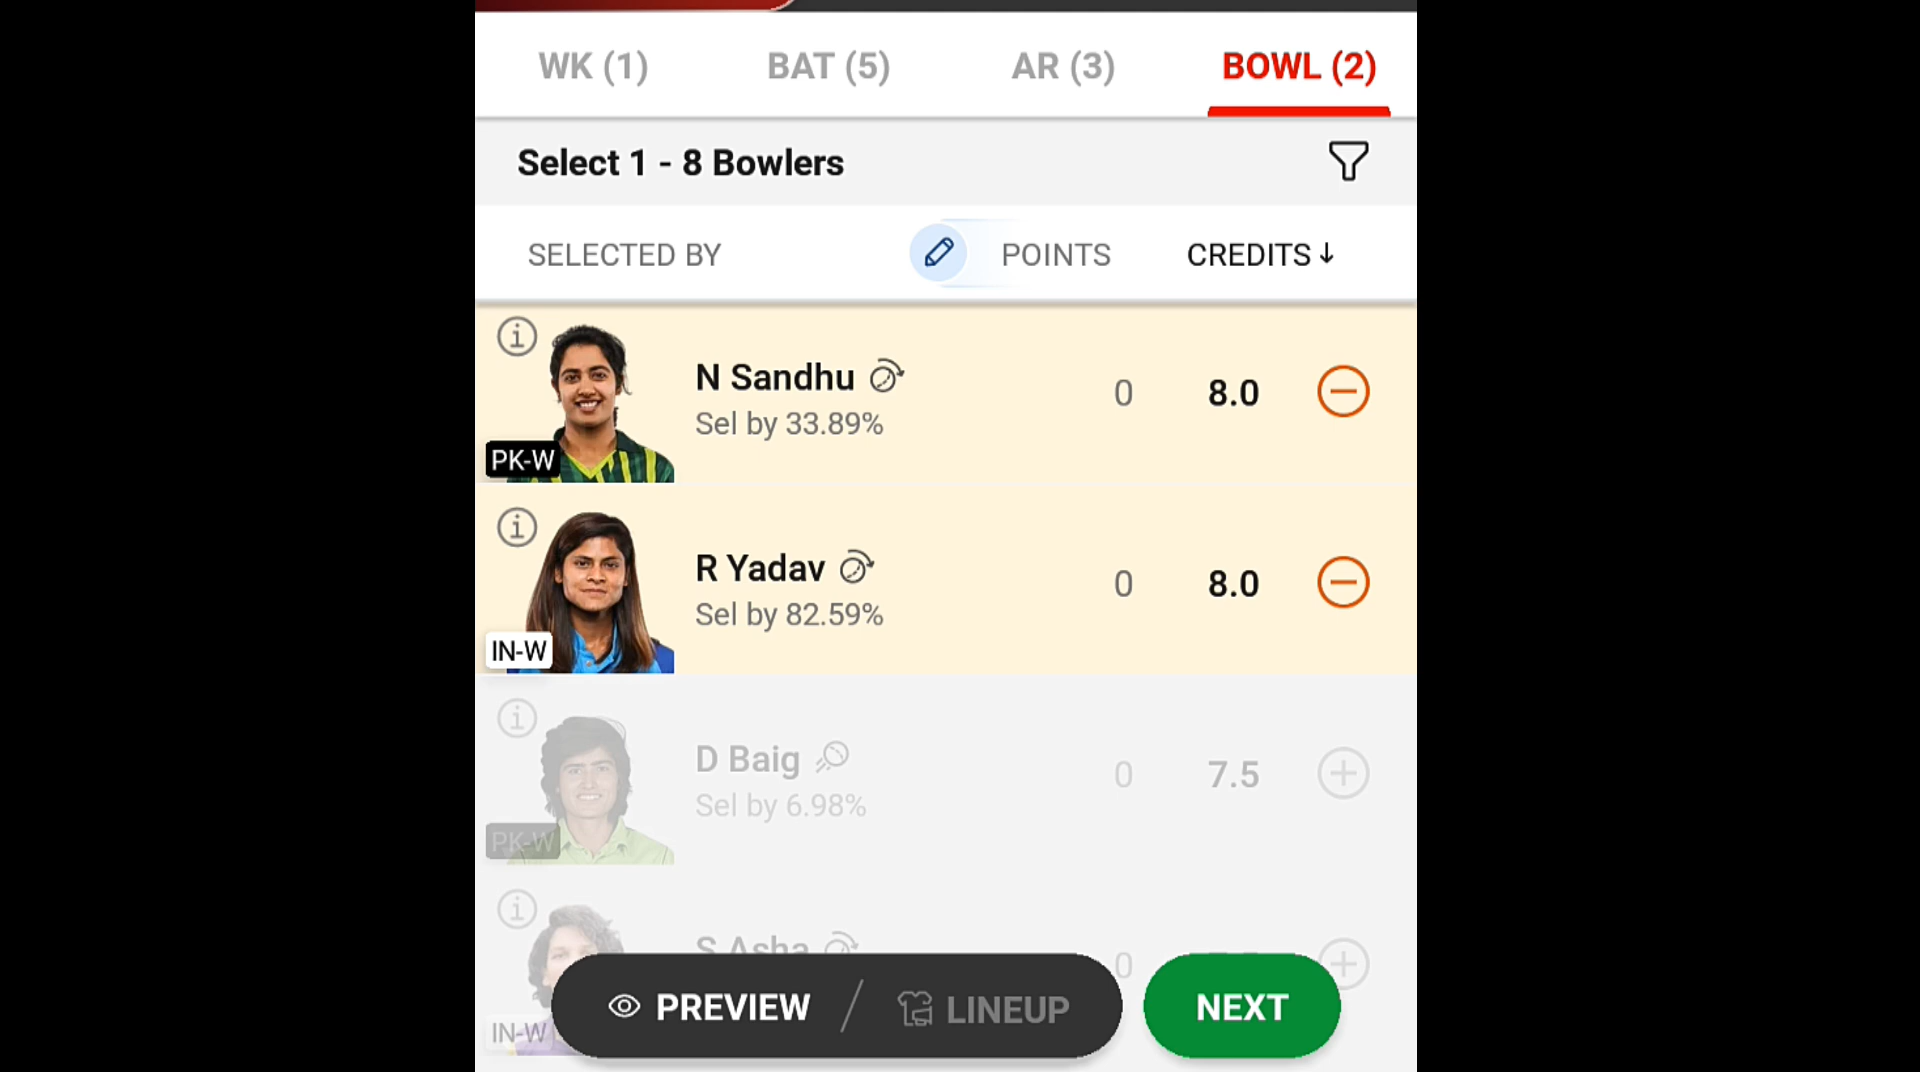 WK (1) BAT (5) AR (3) BOWL (2)
Select 1 - 8 Bowlers
SELECTED BY POINTS CREDITS ↓
N Sandhu
Sel by 33.89%
0 8.0
PK-W
R Yadav
Sel by 82.59%
0 8.0
IN-W
D Baig
Sel by 6.98%
0 7.5
PK-W
S Asha
0
IN-W
PREVIEW / LINEUP NEXT